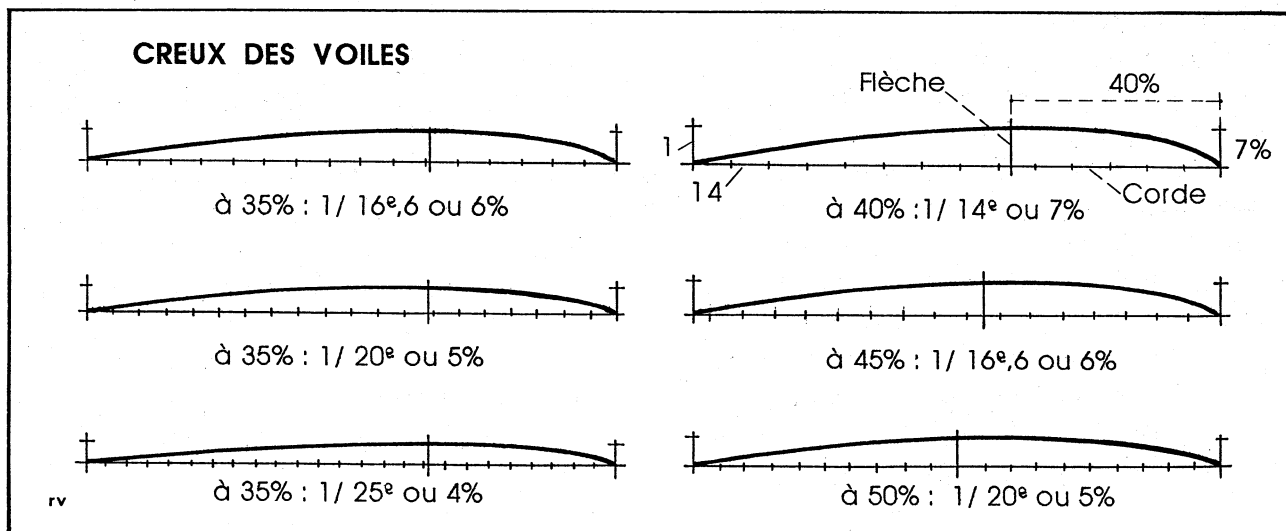 CREUX DES VOILES
à 35% : 1/ 16ᵉ,6 ou 6%
Flèche
40%
1
14
7%
Corde
à 40% :1/ 14ᵉ ou 7%
à 35% : 1/ 20ᵉ ou 5%
à 45% : 1/ 16ᵉ,6 ou 6%
à 35% : 1/ 25ᵉ ou 4%
à 50% : 1/ 20ᵉ ou 5%
rv